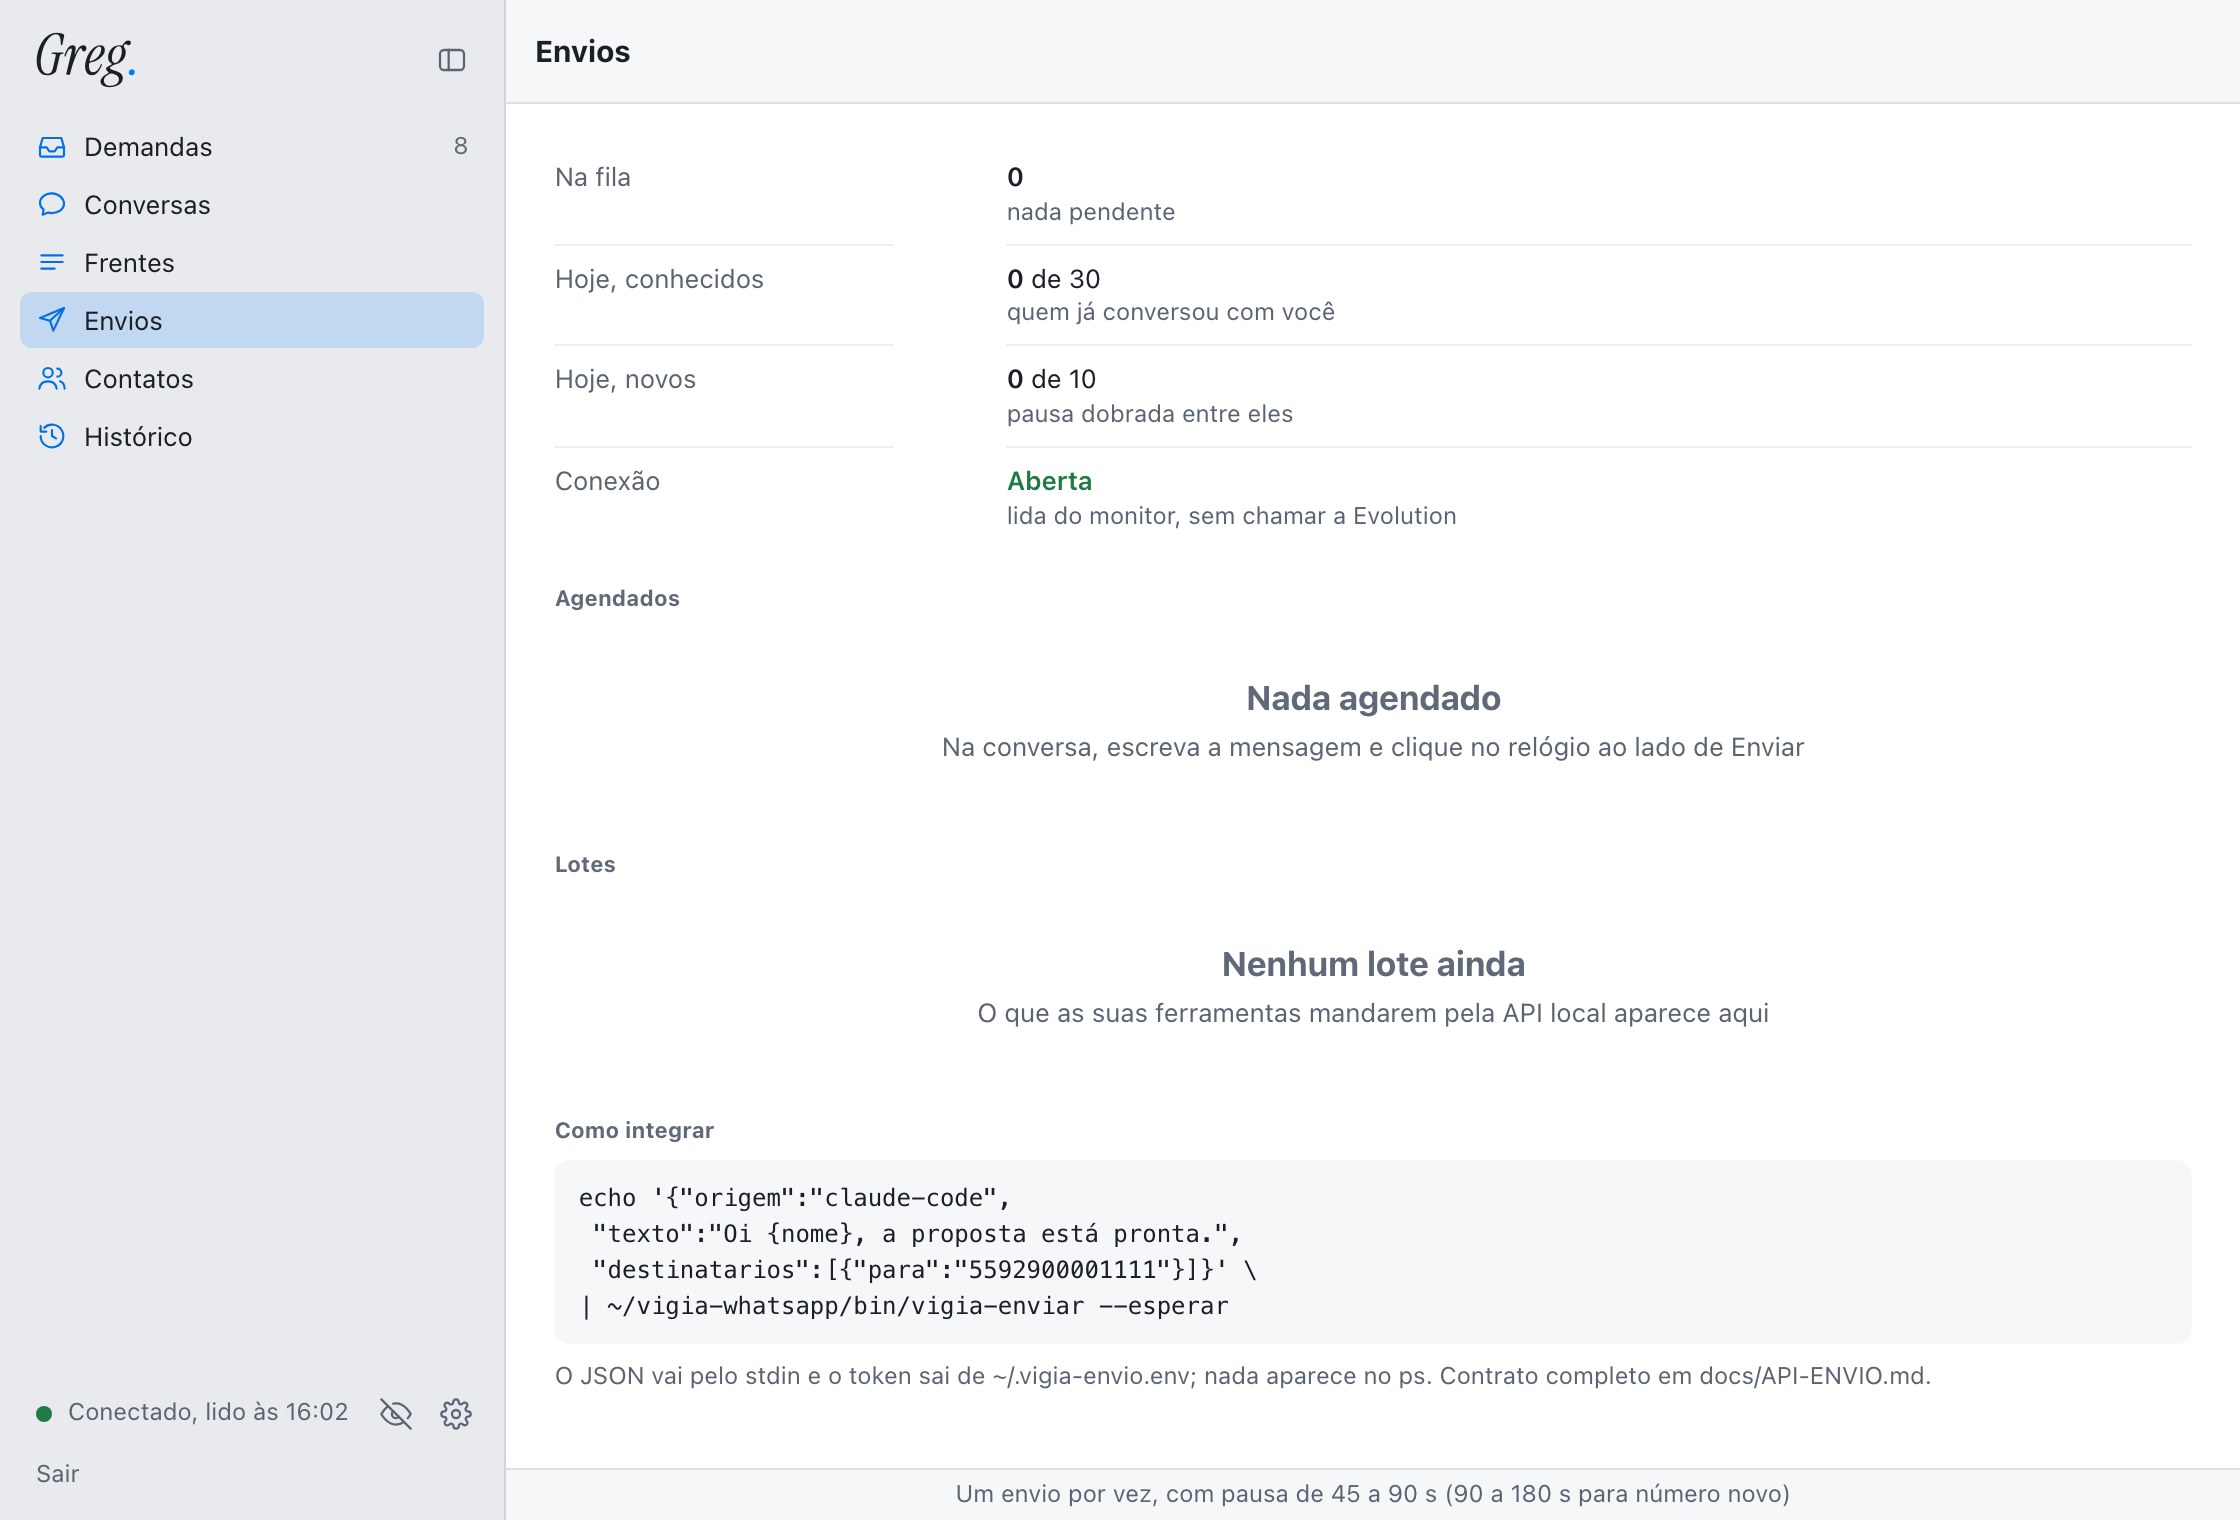 Greg.
Demandas 8
Conversas
Frentes
Envios
Contatos
Histórico
Conectado, lido às 16:02
Sair
Envios
Na fila
0
nada pendente
Hoje, conhecidos
0 de 30
quem já conversou com você
Hoje, novos
0 de 10
pausa dobrada entre eles
Conexão
Aberta
lida do monitor, sem chamar a Evolution
Agendados
Nada agendado
Na conversa, escreva a mensagem e clique no relógio ao lado de Enviar
Lotes
Nenhum lote ainda
O que as suas ferramentas mandarem pela API local aparece aqui
Como integrar
echo '{"origem":"claude-code",
"texto":"Oi {nome}, a proposta está pronta.",
"destinatarios":[{"para":"5592900001111"}]}' \
| ~/vigia-whatsapp/bin/vigia-enviar --esperar
O JSON vai pelo stdin e o token sai de ~/.vigia-envio.env; nada aparece no ps. Contrato completo em docs/API-ENVIO.md.
Um envio por vez, com pausa de 45 a 90 s (90 a 180 s para número novo)